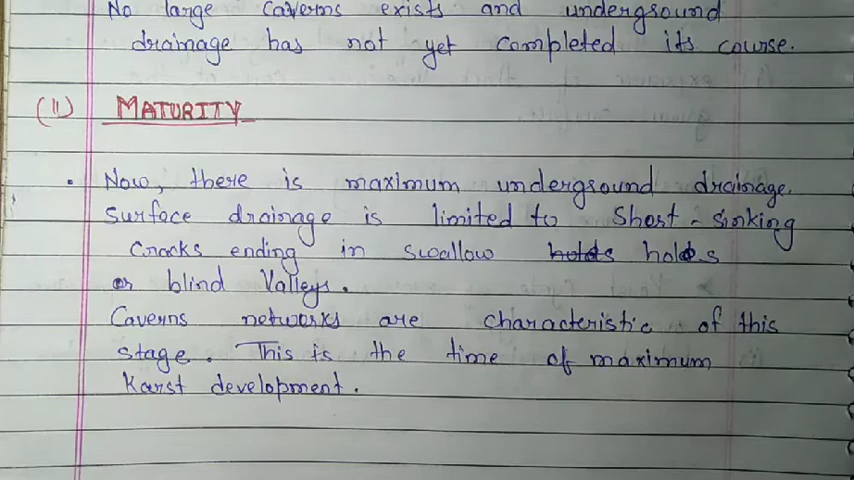 No large Caverns exists and underground
drainage has not yet completed its course.
(II) MATURITY
• Now, there is maximum underground drainage.
Surface drainage is limited to Short - sinking
Cracks ending in swallow holes
or blind Valleys.
Caverns networks are characteristic of this
stage. This is the time of maximum
Karst development.